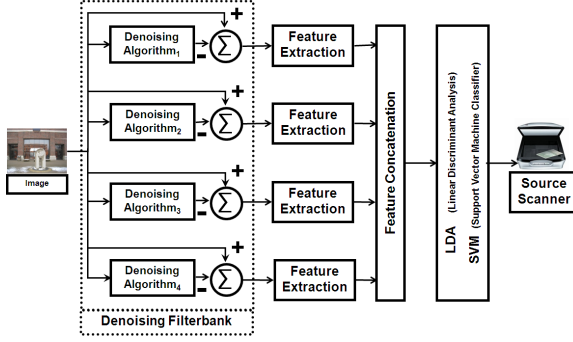 +
Denoising
Algorithm1
-
Σ
Feature
Extraction
+
Denoising
Algorithm2
-
Σ
Feature
Extraction
Image
+
Denoising
Algorithm3
-
Σ
Feature
Extraction
+
Denoising
Algorithm4
-
Σ
Feature
Extraction
Denoising Filterbank
Feature Concatenation
LDA (Linear Discriminant Analysis)
SVM (Support Vector Machine Classifier)
Source
Scanner